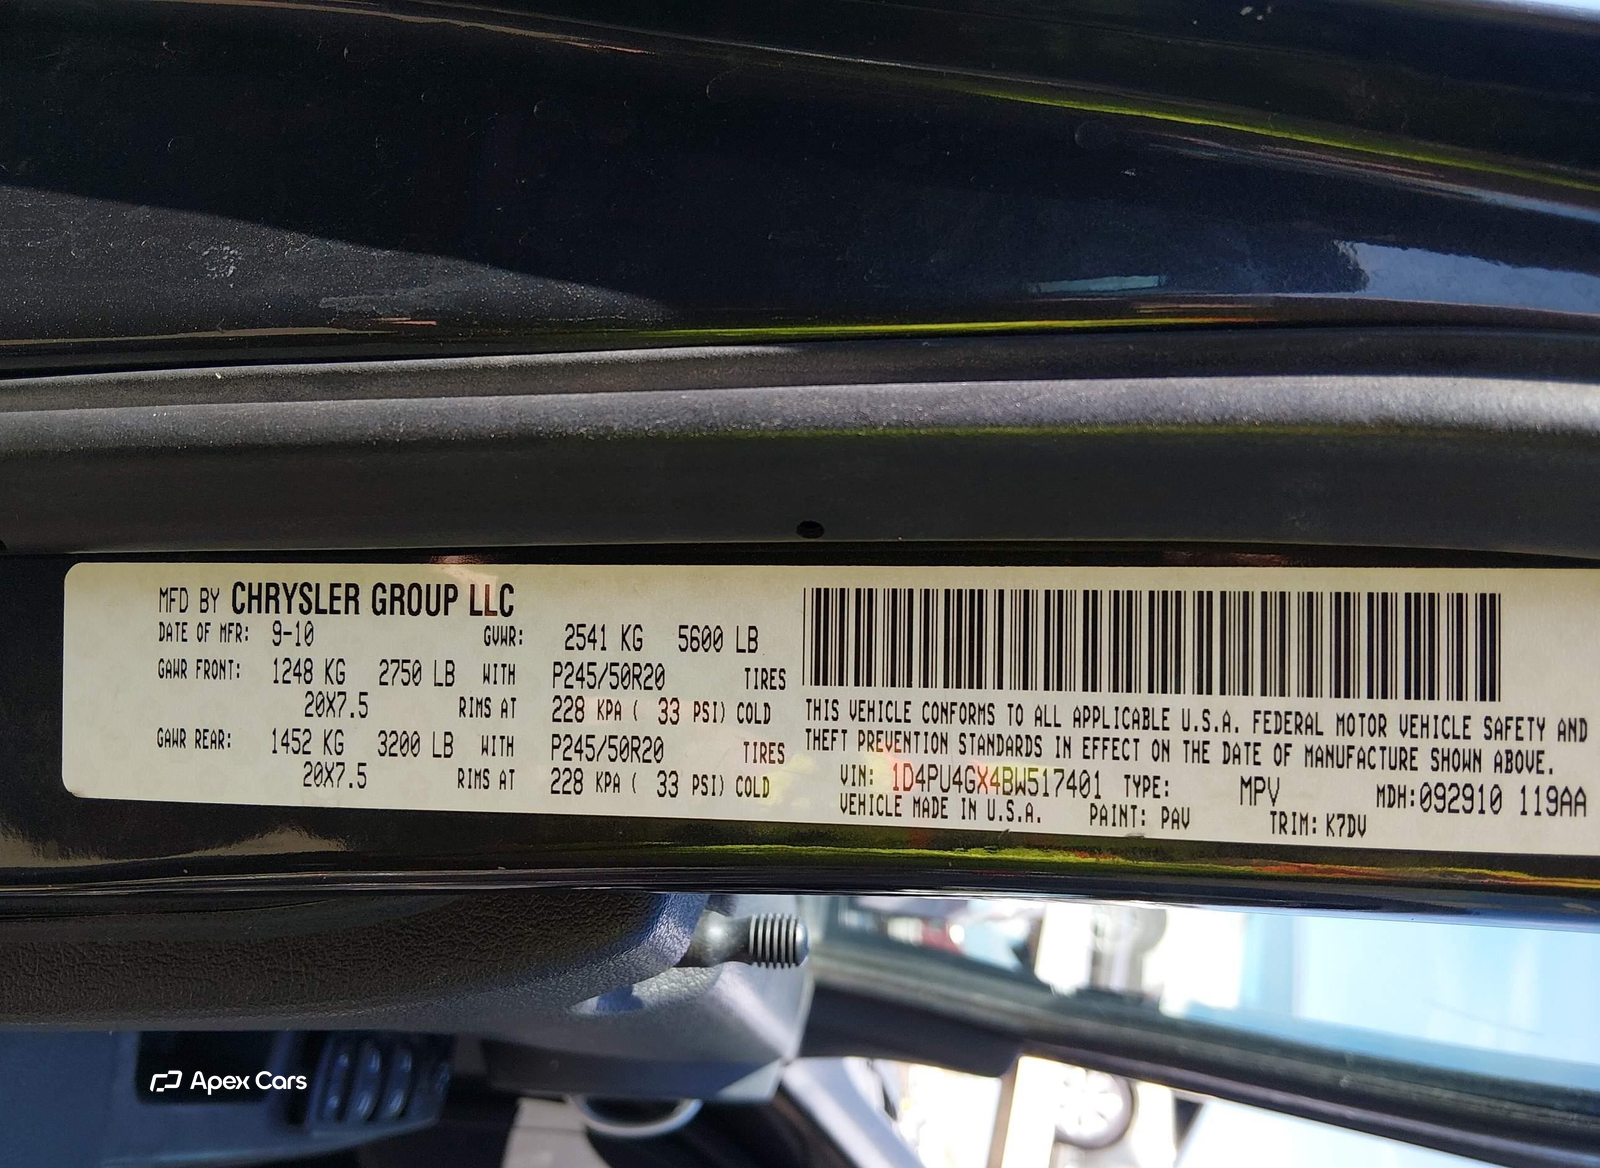 MFD BY CHRYSLER GROUP LLC
DATE OF MFR: 9-10 GVWR: 2541 KG 5600 LB
GAWR FRONT: 1248 KG 2750 LB WITH P245/50R20 TIRES
20X7.5 RIMS AT 228 KPA ( 33 PSI) COLD
GAWR REAR: 1452 KG 3200 LB WITH P245/50R20 TIRES
20X7.5 RIMS AT 228 KPA ( 33 PSI) COLD
THIS VEHICLE CONFORMS TO ALL APPLICABLE U.S.A. FEDERAL MOTOR VEHICLE SAFETY AND
THEFT PREVENTION STANDARDS IN EFFECT ON THE DATE OF MANUFACTURE SHOWN ABOVE.
VIN: 1D4PU4GX4BW517401 TYPE: MPV MDH:092910 119AA
VEHICLE MADE IN U.S.A. PAINT: PAV TRIM: K7DV
Apex Cars